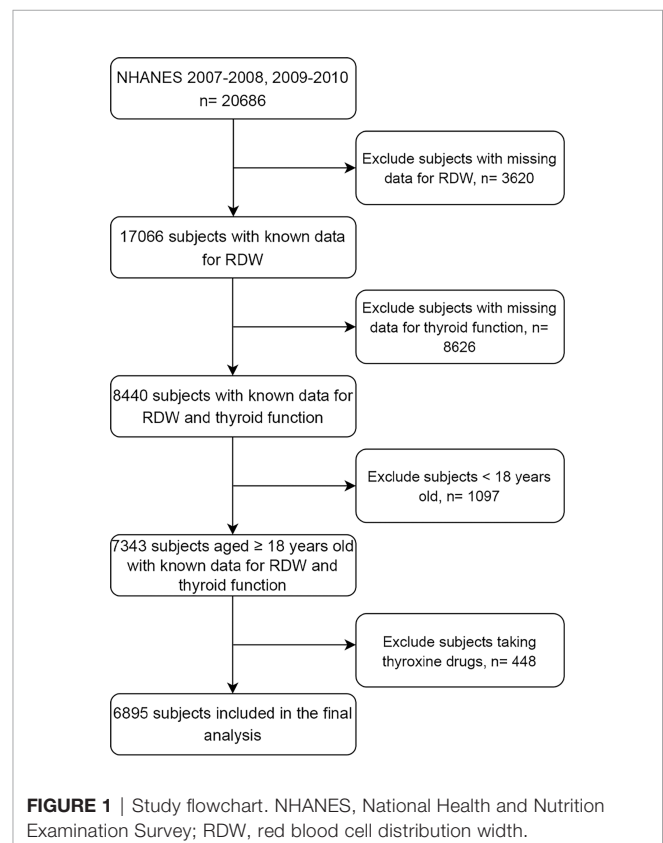 NHANES 2007-2008, 2009-2010
n= 20686
Exclude subjects with missing
data for RDW, n= 3620
17066 subjects with known data
for RDW
Exclude subjects with missing
data for thyroid function, n=
8626
8440 subjects with known data for
RDW and thyroid function
Exclude subjects < 18 years
old, n= 1097
7343 subjects aged ≥ 18 years old
with known data for RDW and
thyroid function
Exclude subjects taking
thyroxine drugs, n= 448
6895 subjects included in the final
analysis
FIGURE 1 | Study flowchart. NHANES, National Health and Nutrition
Examination Survey; RDW, red blood cell distribution width.